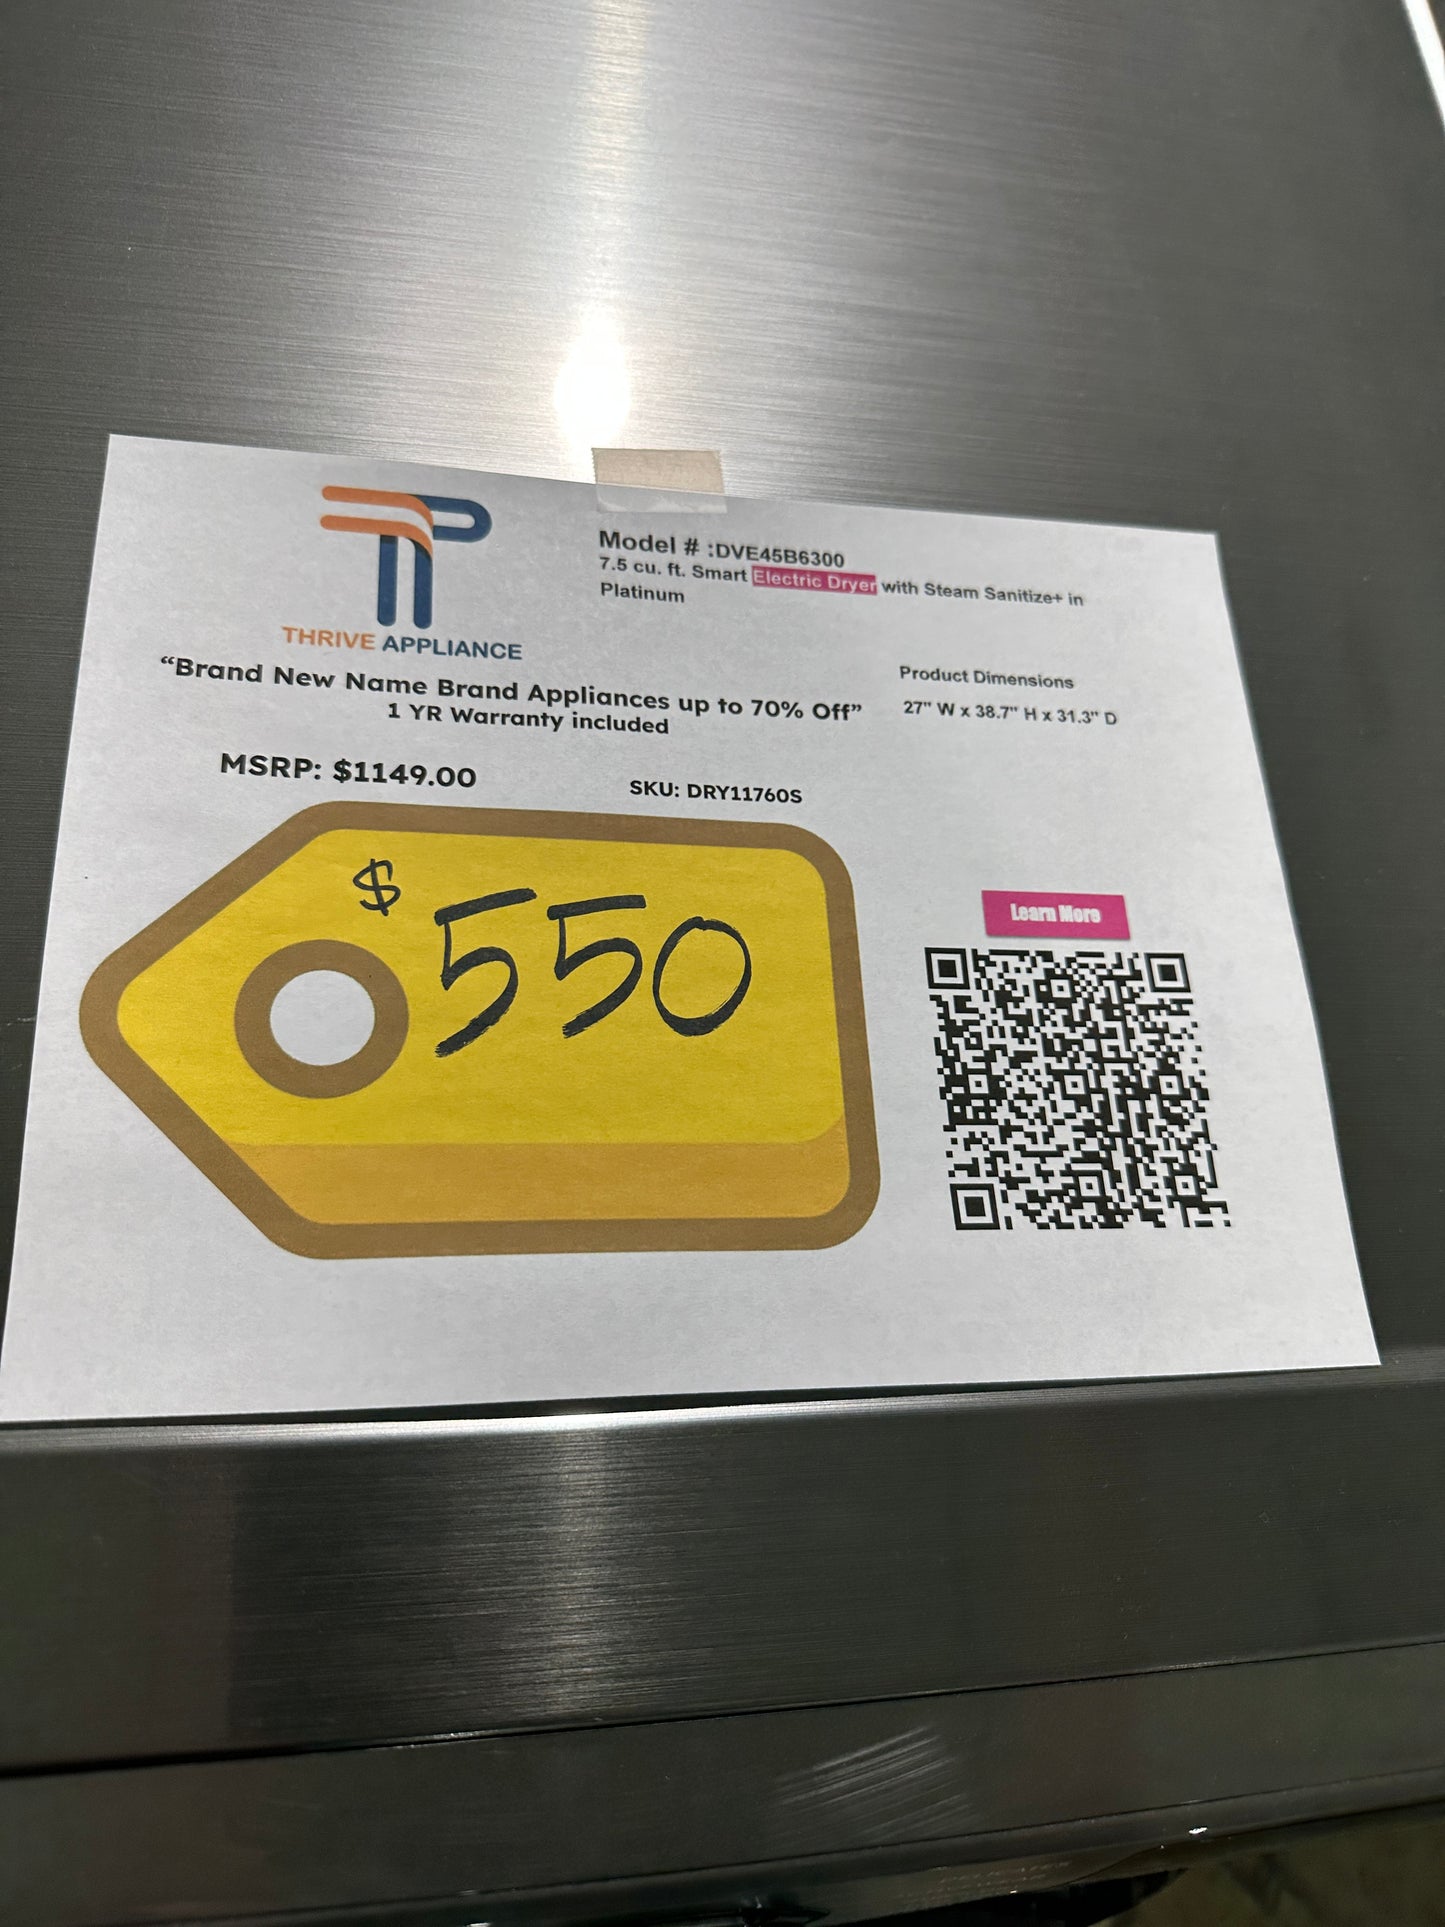 TP
THRIVE APPLIANCE
Model # :DVE45B6300
7.5 cu. ft. Smart Electric Dryer with Steam Sanitize+ in
Platinum
“Brand New Name Brand Appliances up to 70% Off”
1 YR Warranty included
Product Dimensions
27" W x 38.7" H x 31.3" D
MSRP: $1149.00
SKU: DRY11760S
$550
Learn More
DELICATES